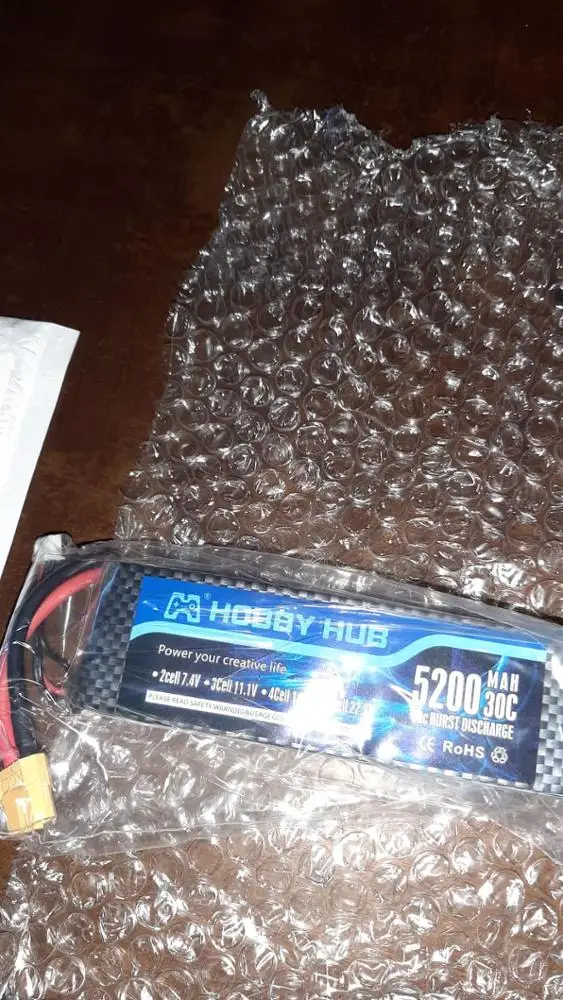 HOBBY HUB
Power your creative life
• 2cell 7.4V • 3Cell 11.1V • 4Cell
PLEASE READ SAFETY WARNING
5200 MAH
30C
BURST DISCHARGE
CE RoHS